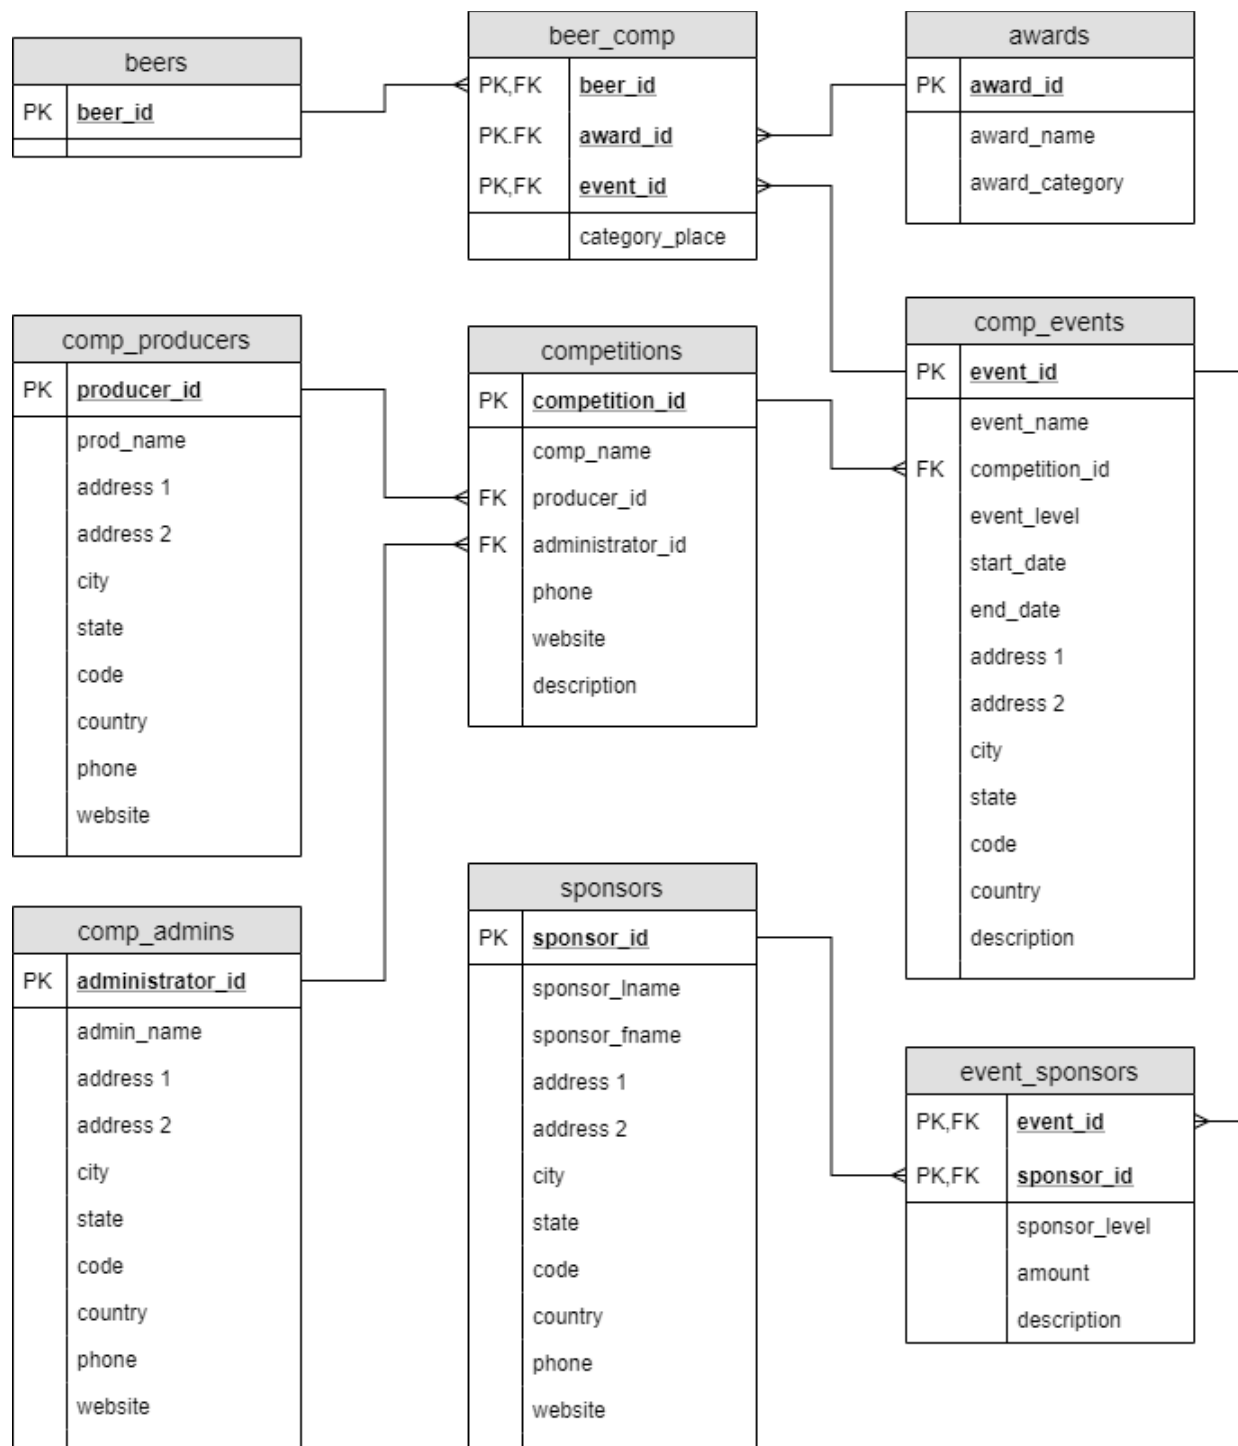 beers
PK beer_id
beer_comp
PK,FK beer_id
PK.FK award_id
PK,FK event_id
category_place
awards
PK award_id
award_name
award_category
comp_producers
PK producer_id
prod_name
address 1
address 2
city
state
code
country
phone
website
competitions
PK competition_id
comp_name
FK producer_id
FK administrator_id
phone
website
description
comp_events
PK event_id
event_name
FK competition_id
event_level
start_date
end_date
address 1
address 2
city
state
code
country
description
comp_admins
PK administrator_id
admin_name
address 1
address 2
city
state
code
country
phone
website
sponsors
PK sponsor_id
sponsor_lname
sponsor_fname
address 1
address 2
city
state
code
country
phone
website
event_sponsors
PK,FK event_id
PK,FK sponsor_id
sponsor_level
amount
description